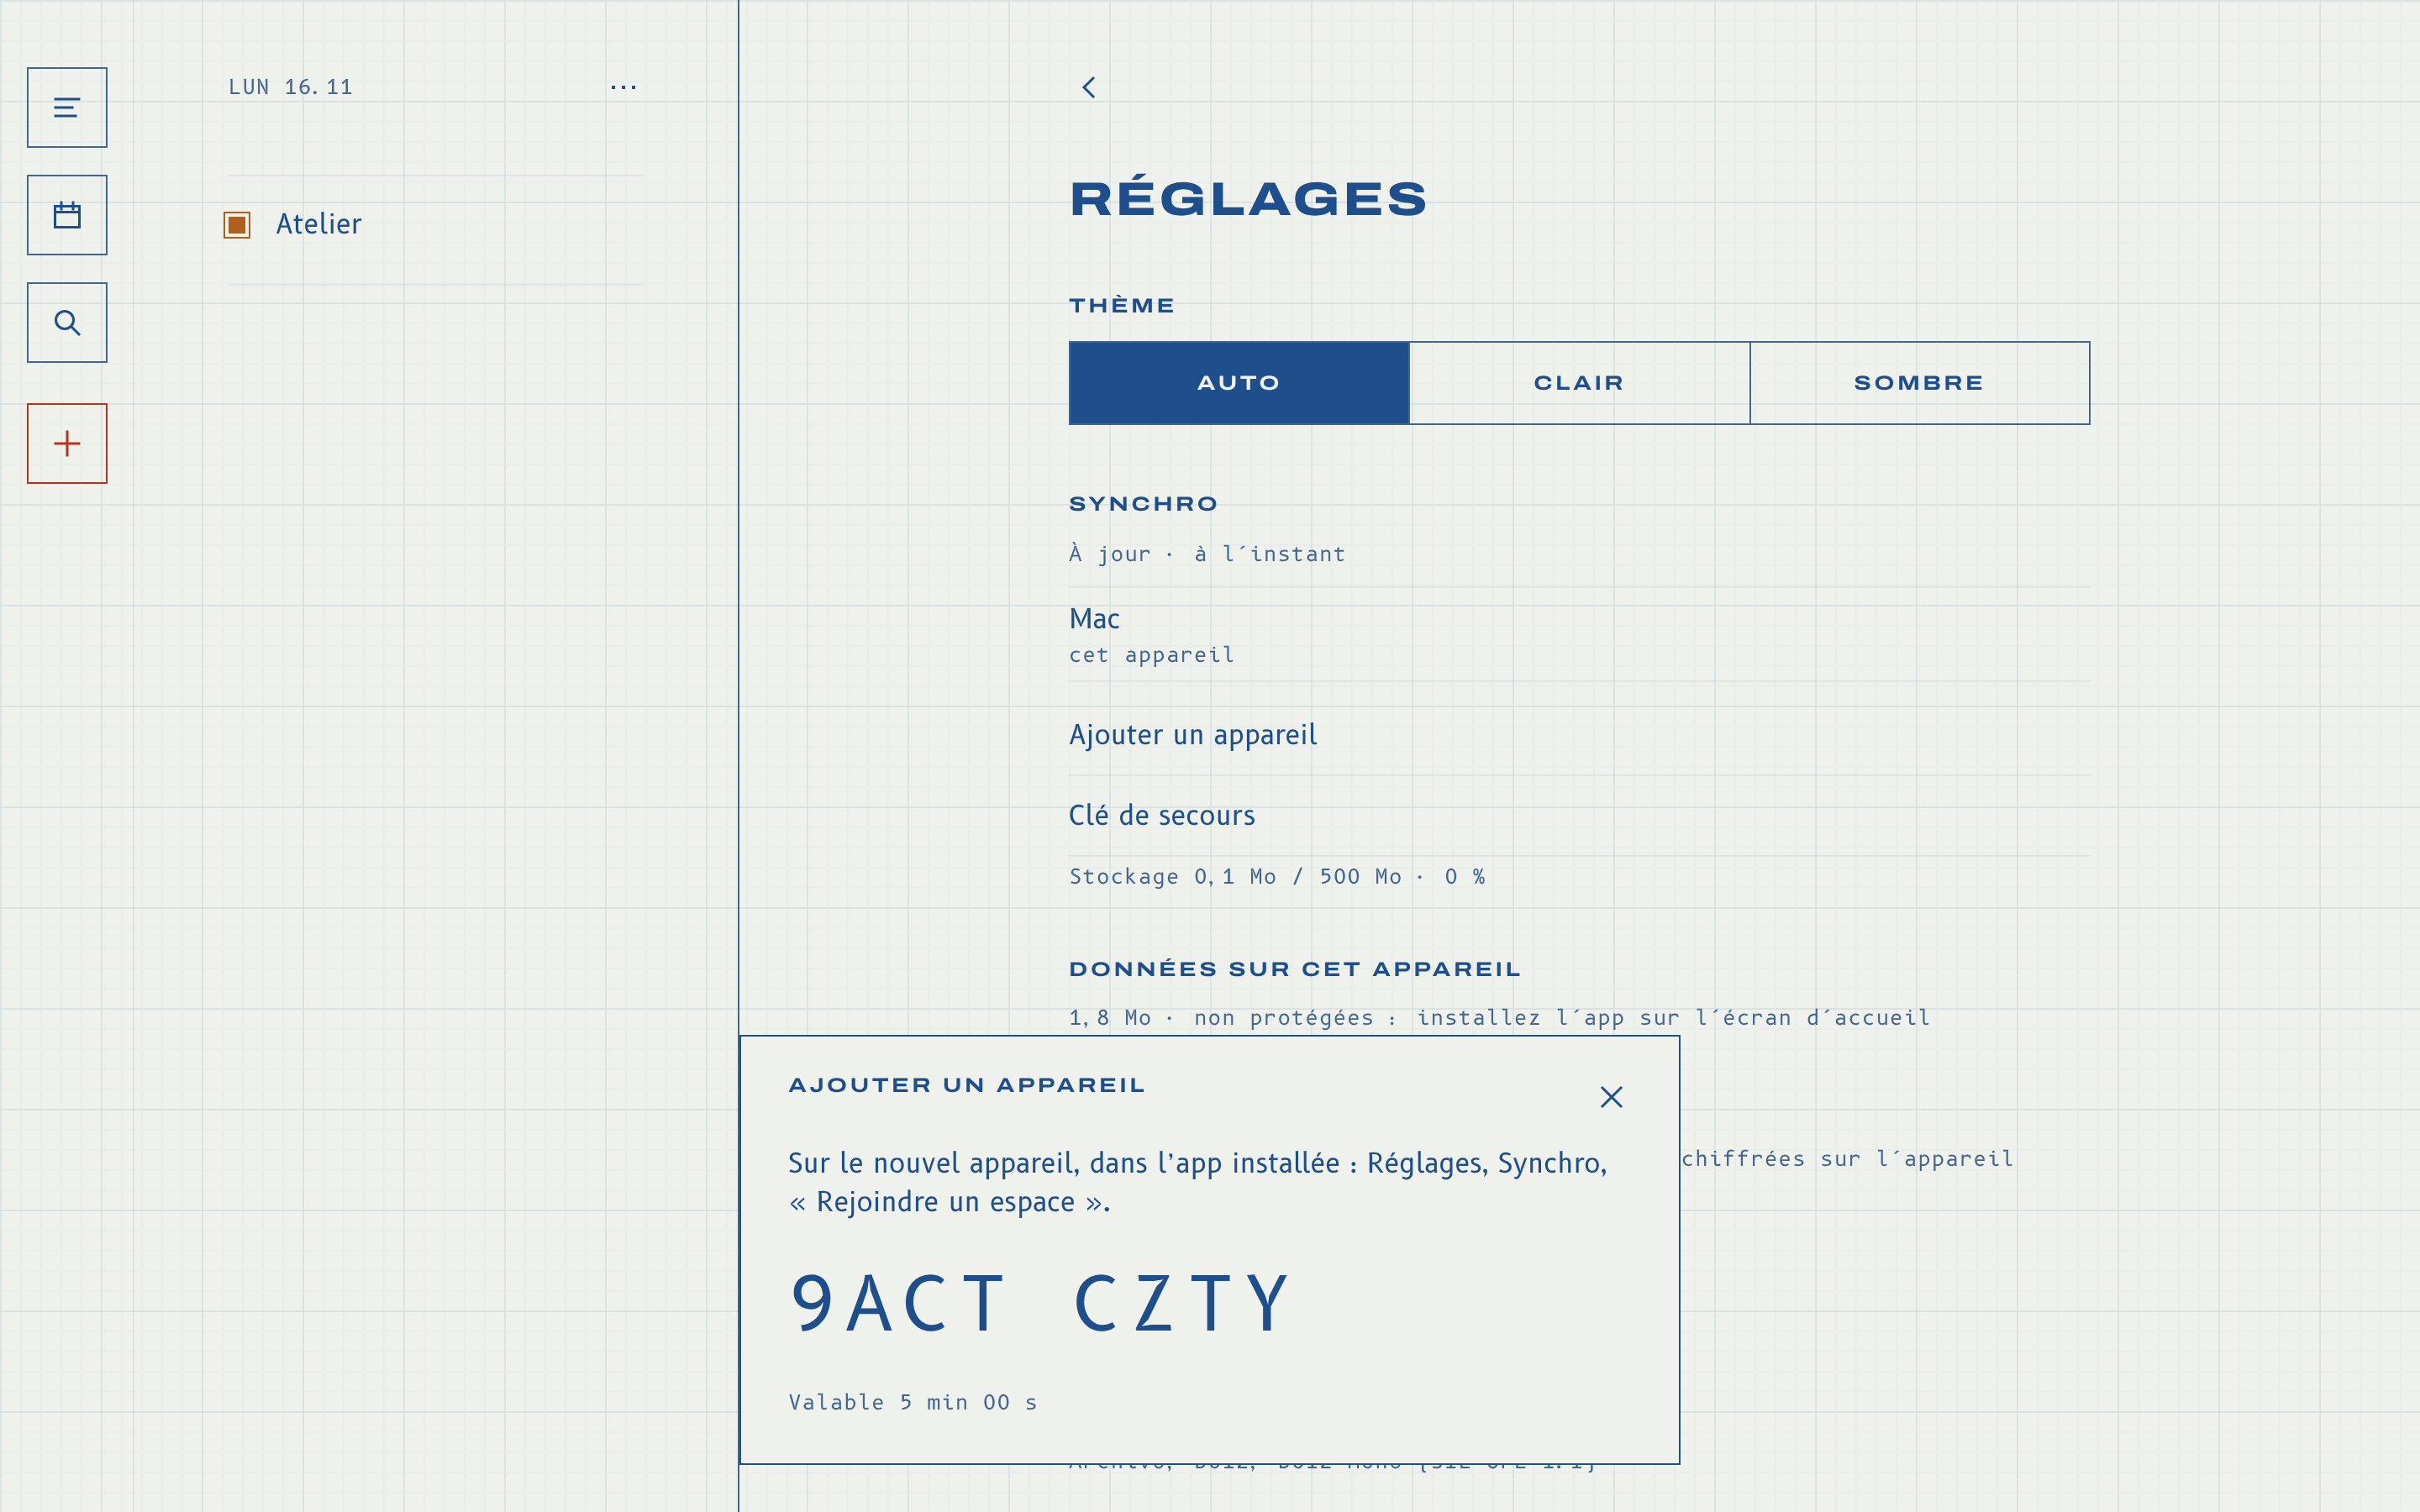 LUN 16.11
Atelier
RÉGLAGES
THÈME
AUTO
CLAIR
SOMBRE
SYNCHRO
À jour · à l´instant
Mac
cet appareil
Ajouter un appareil
Clé de secours
Stockage 0,1 Mo / 500 Mo · 0 %
DONNÉES SUR CET APPAREIL
1,8 Mo · non protégées : installez l´app sur l´écran d´accueil
chiffrées sur l´appareil
AJOUTER UN APPAREIL
Sur le nouvel appareil, dans l’app installée : Réglages, Synchro,
« Rejoindre un espace ».
9ACT CZTY
Valable 5 min 00 s